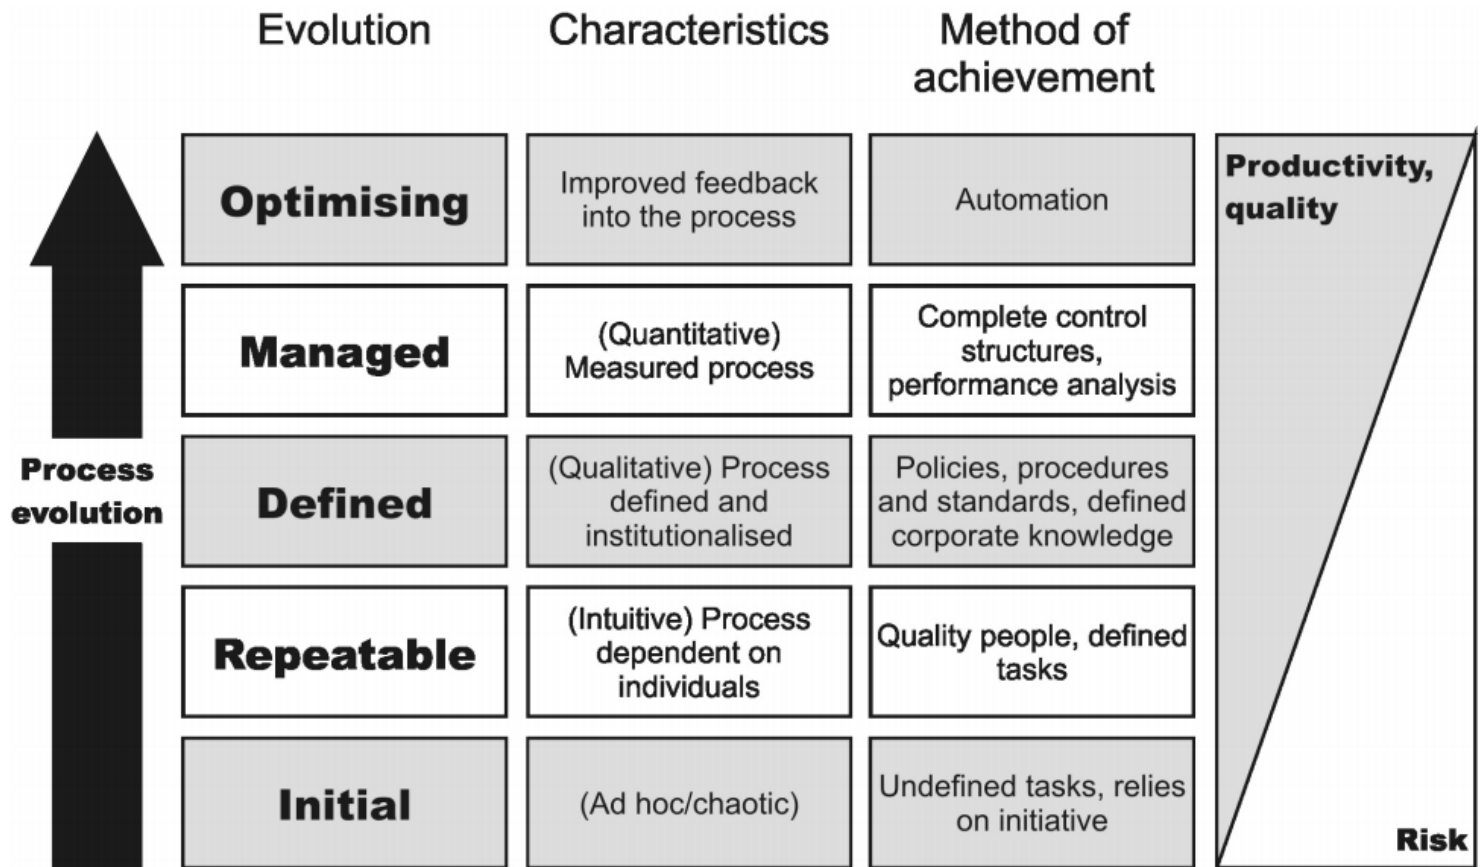 Evolution
Characteristics
Method of
achievement
Optimising
Improved feedback
into the process
Automation
Productivity,
quality
Managed
(Quantitative)
Measured process
Complete control
structures,
performance analysis
Process
evolution
Defined
(Qualitative) Process
defined and
institutionalised
Policies, procedures
and standards, defined
corporate knowledge
Repeatable
(Intuitive) Process
dependent on
individuals
Quality people, defined
tasks
Initial
(Ad hoc/chaotic)
Undefined tasks, relies
on initiative
Risk